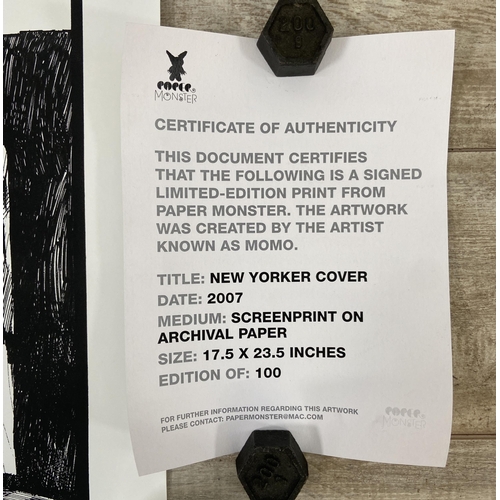 200
g
PAPER
MONSTER
CERTIFICATE OF AUTHENTICITY
THIS DOCUMENT CERTIFIES
THAT THE FOLLOWING IS A SIGNED
LIMITED-EDITION PRINT FROM
PAPER MONSTER. THE ARTWORK
WAS CREATED BY THE ARTIST
KNOWN AS MOMO.
TITLE: NEW YORKER COVER
DATE: 2007
MEDIUM: SCREENPRINT ON
ARCHIVAL PAPER
SIZE: 17.5 X 23.5 INCHES
EDITION OF: 100
FOR FURTHER INFORMATION REGARDING THIS ARTWORK
PLEASE CONTACT: PAPERMONSTER@MAC.COM
PAPER
MONSTER